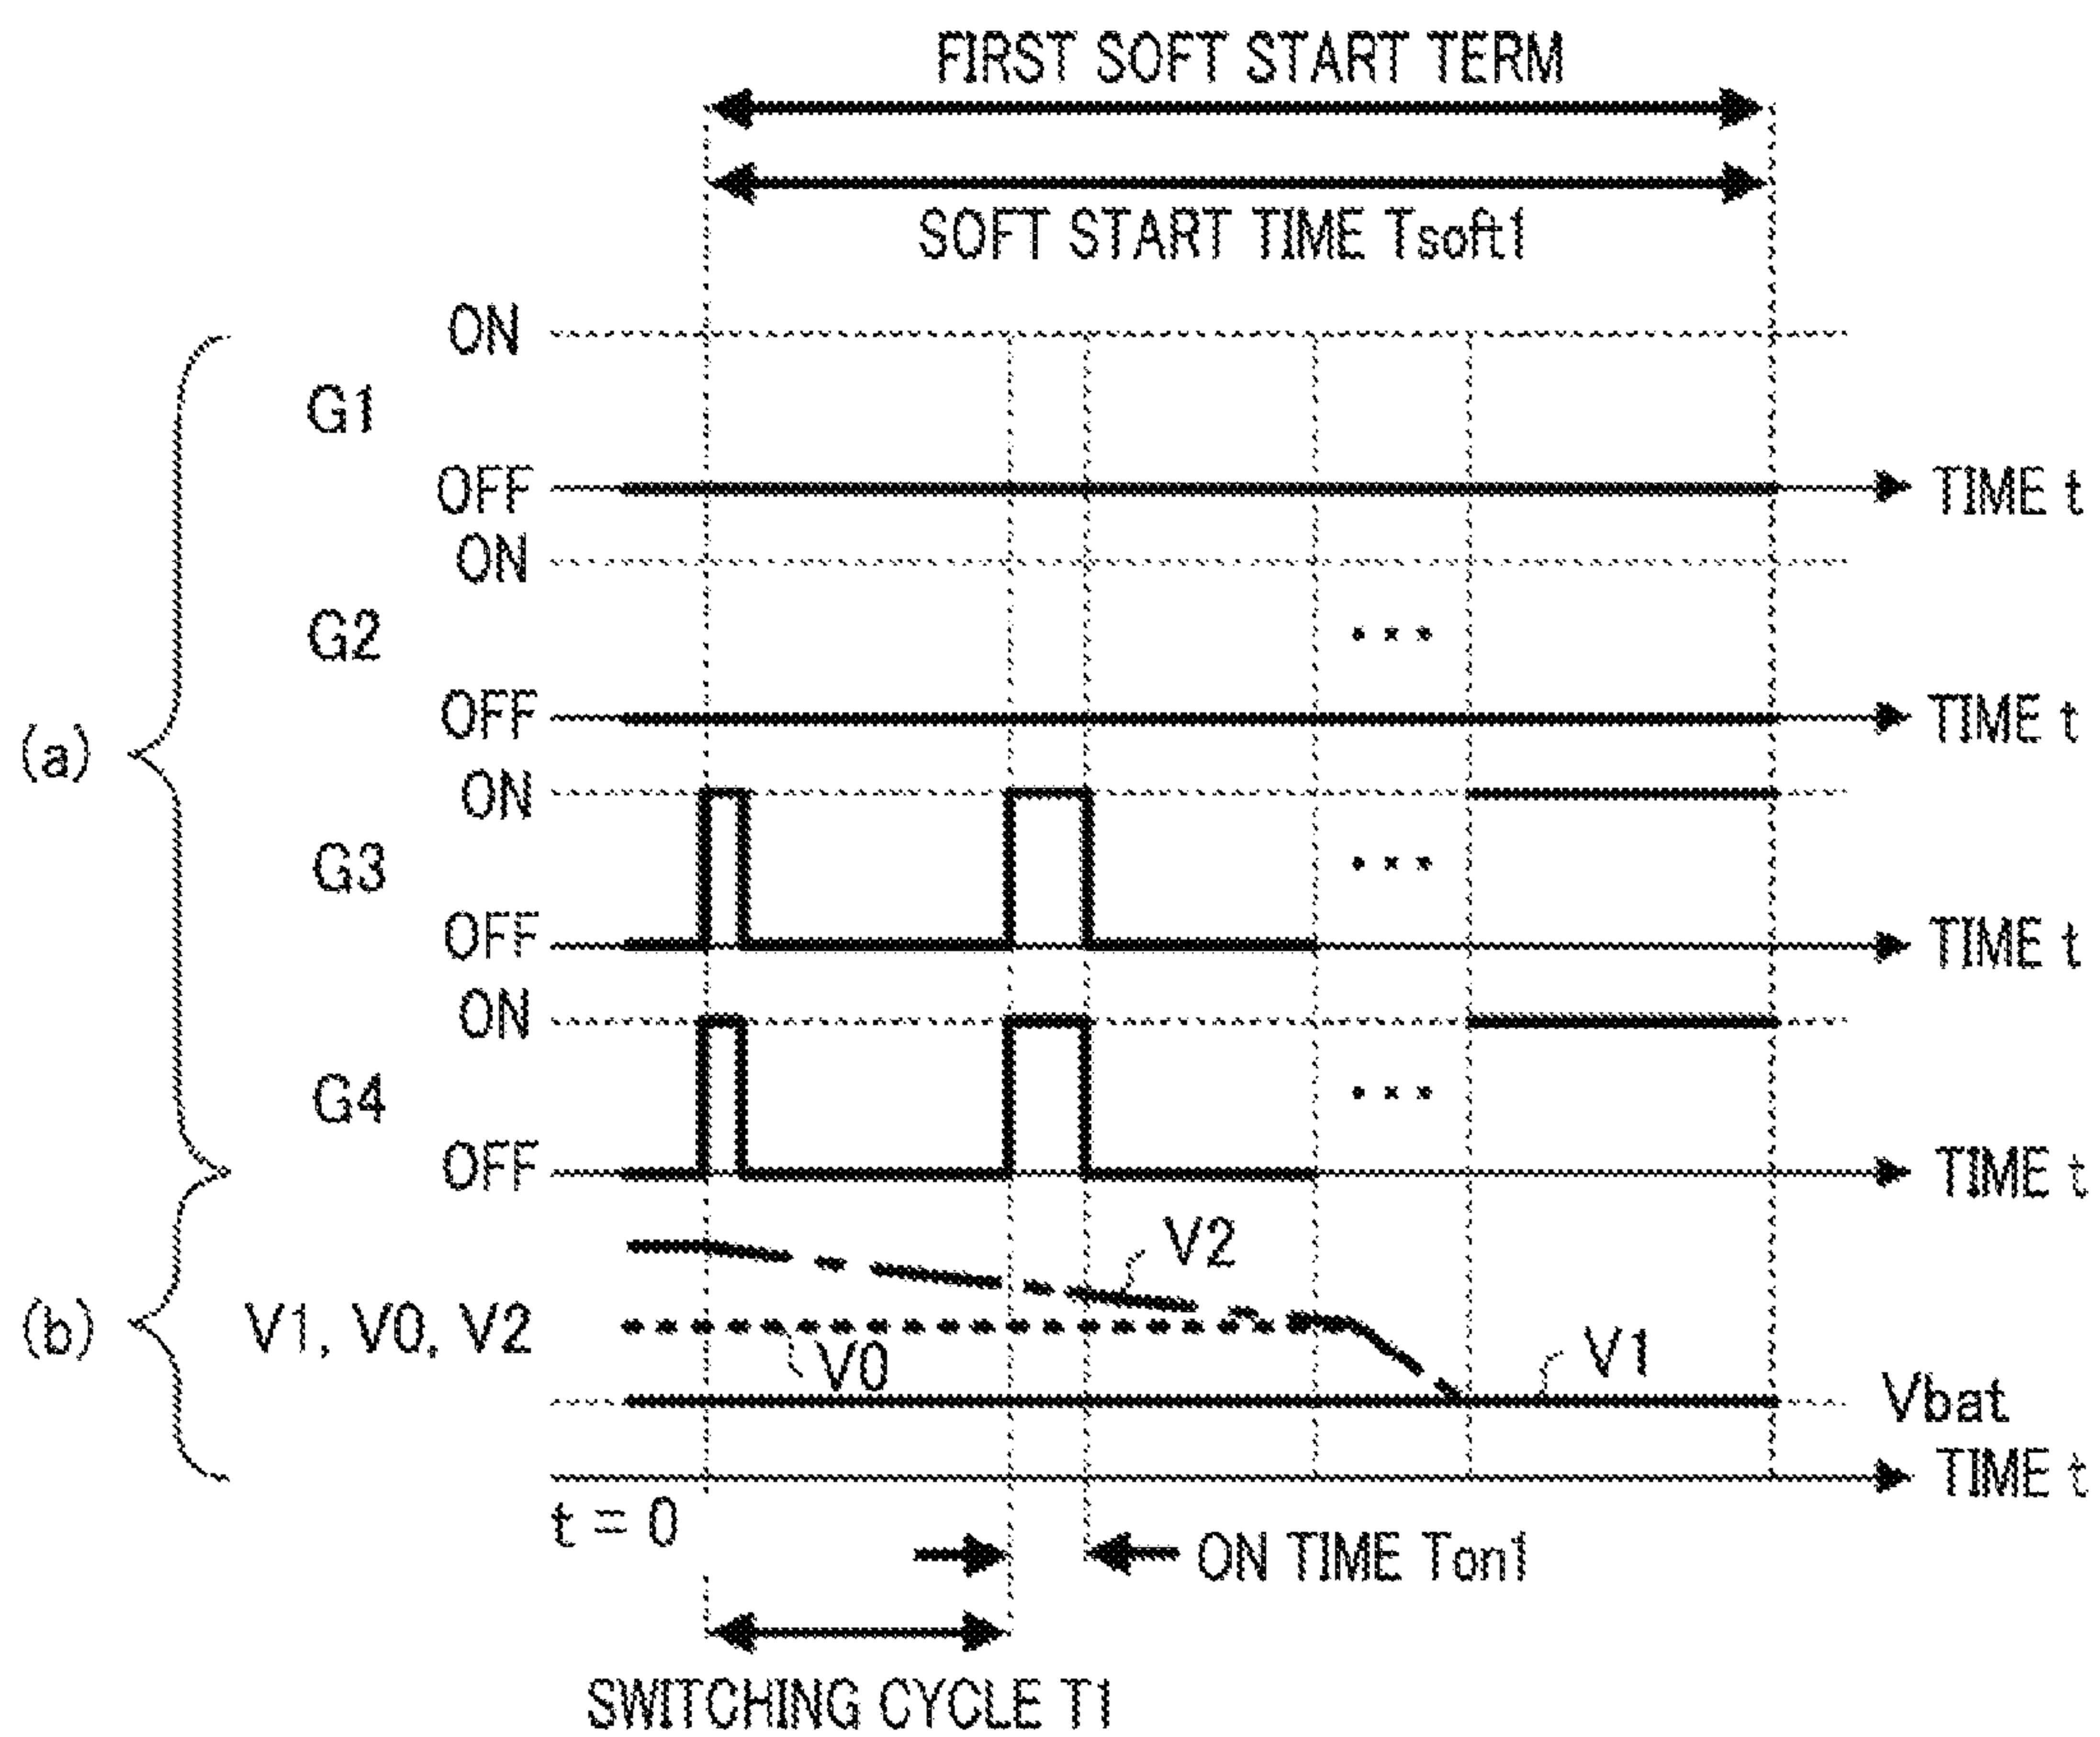 FIRST SOFT START TERM
SOFT START TIME Tsoft1
ON
G1
OFF
TIME t
ON
G2
...
OFF
TIME t
(a)
ON
G3
...
OFF
TIME t
ON
G4
...
OFF
TIME t
V2
(b)
V1, V0, V2
V0
V1
Vbat
TIME t
t = 0
ON TIME Ton1
SWITCHING CYCLE T1